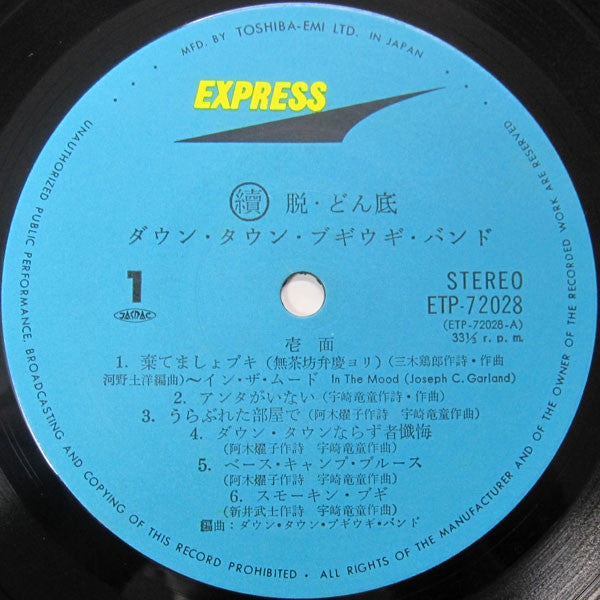 MFD. BY TOSHIBA-EMI LTD. IN JAPAN
EXPRESS
續 脱・どん底
ダウン・タウン・ブギウギ・バンド
1
JASRAC
STEREO
ETP-72028
(ETP-72028-A)
33⅓ r. p. m.
壱面
1. 棄てましょブキ(無茶坊弁慶ヨリ)(三木鶏郎作詩・作曲
河野土洋編曲)〜イン・ザ・ムード In The Mood (Joseph C. Garland)
2. アンタがいない(宇崎竜童作詩・作曲)
3. うらぶれた部屋で(阿木燿子作詩 宇崎竜童作曲)
4. ダウン・タウンならず者懺悔
(阿木燿子作詩 宇崎竜童作曲)
5. ベース・キャンプ・ブルース
(阿木燿子作詩 宇崎竜童作曲)
6. スモーキン・ブギ
(新井武士作詩 宇崎竜童作曲)
編曲:ダウン・タウン・ブギウギ・バンド
UNAUTHORIZED PUBLIC PERFORMANCE, BROADCASTING AND COPYING OF THIS RECORD PROHIBITED • ALL RIGHTS OF THE MANUFACTURER AND OF THE OWNER OF THE RECORDED WORK ARE RESERVED